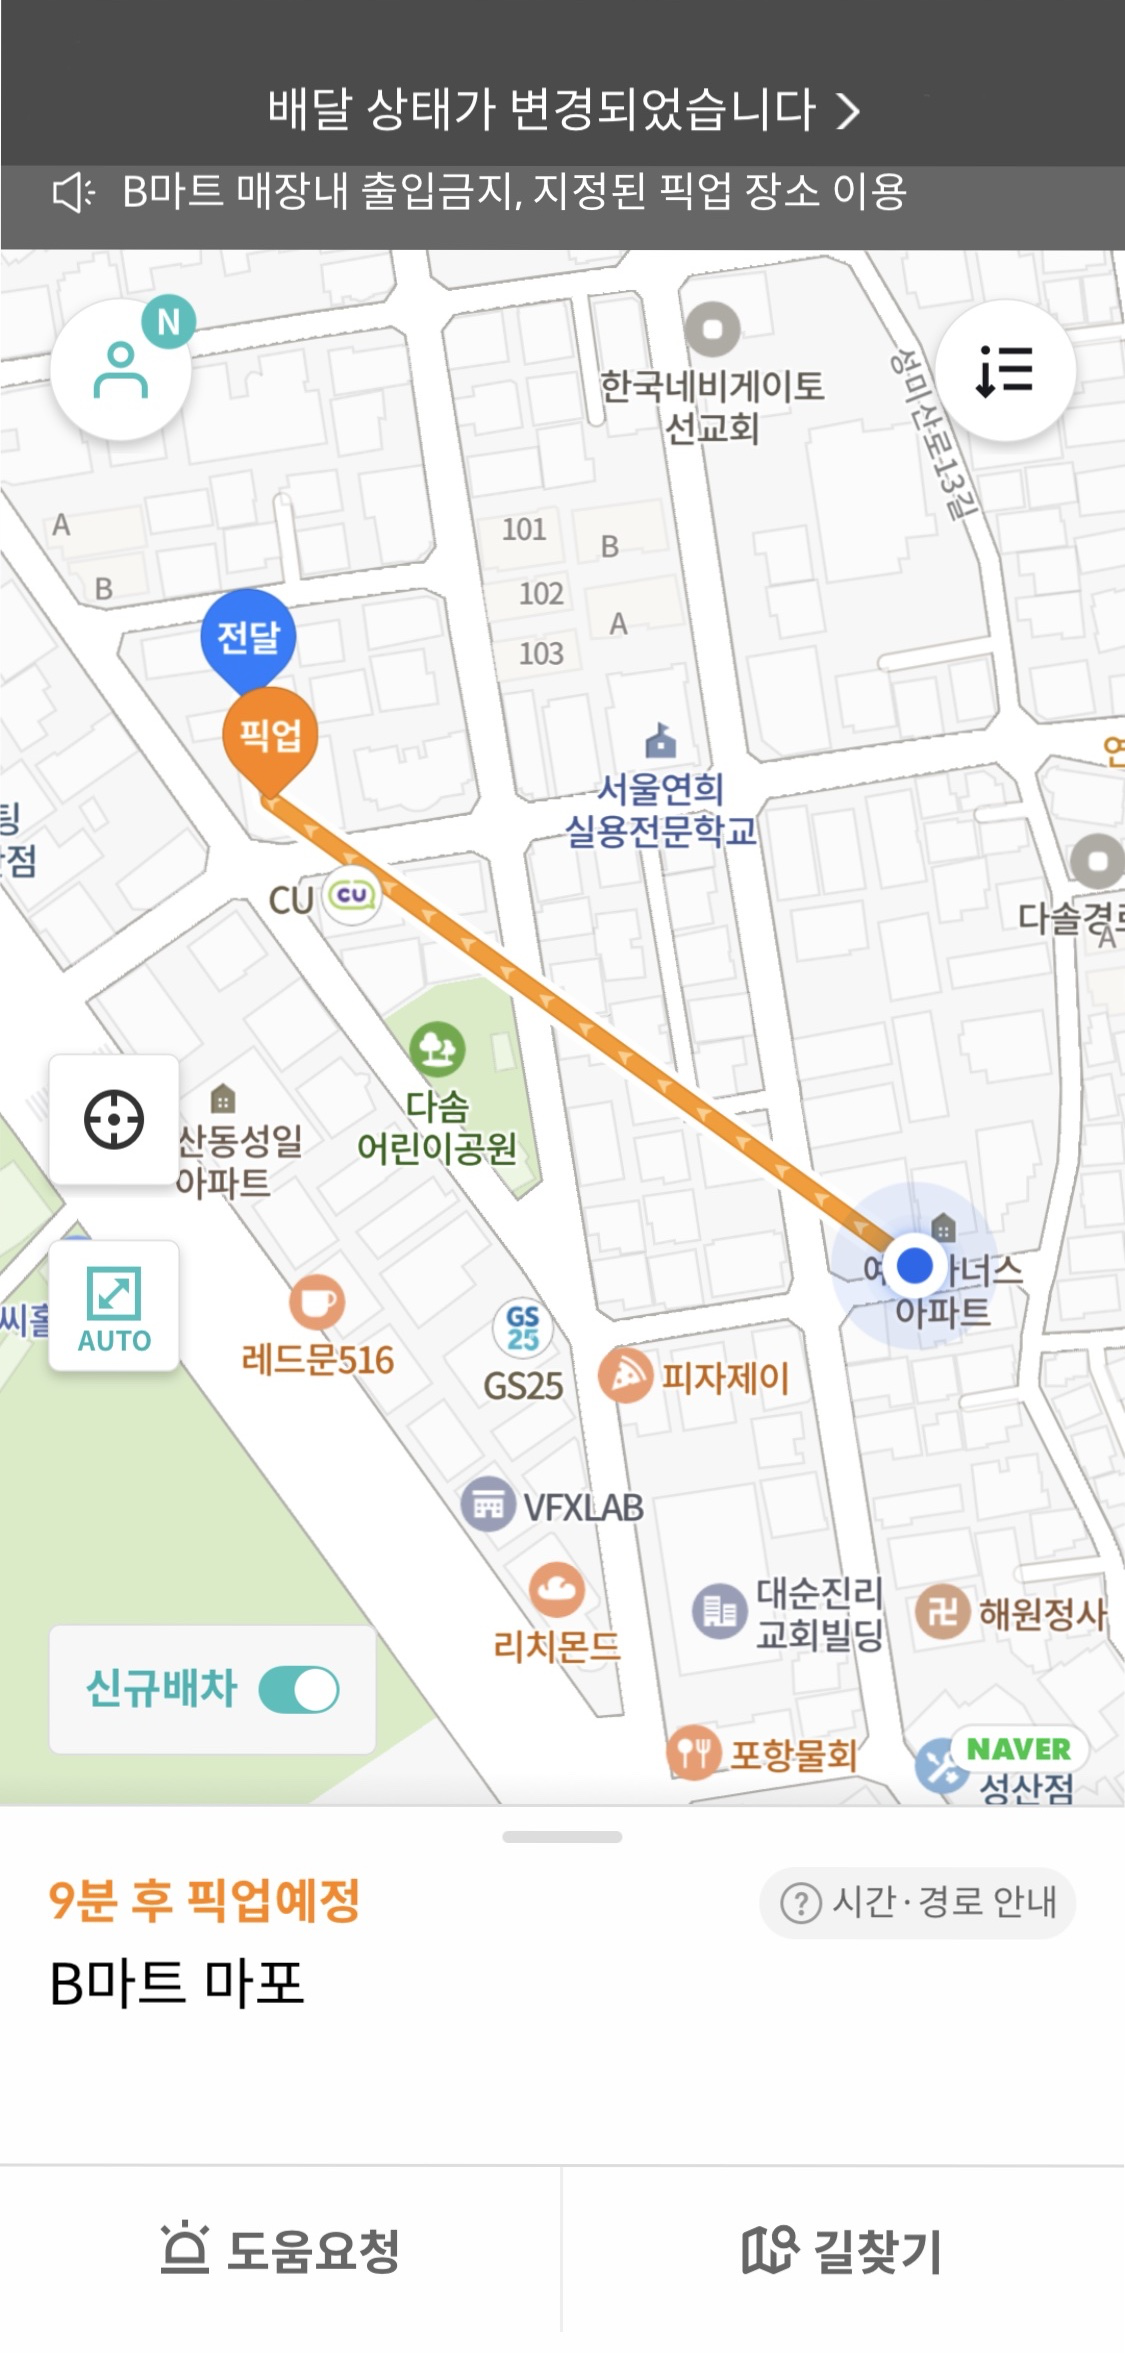 배달 상태가 변경되었습니다
B마트 매장내 출입금지, 지정된 픽업 장소 이용
N
한국네비게이토
선교회
성미산로13길
A
B
101
B
102
A
103
전달
픽업
서울연희
실용전문학교
CU
CU
다솔경로
A
다솜
어린이공원
산동성일
아파트
아파트
AUTO
레드문516
GS
25
GS25
피자제이
VFXLAB
대순진리
교회빌딩
해원정사
리치몬드
신규배차
포항물회
NAVER
성산점
9분 후 픽업예정
시간·경로 안내
B마트 마포
도움요청
길찾기